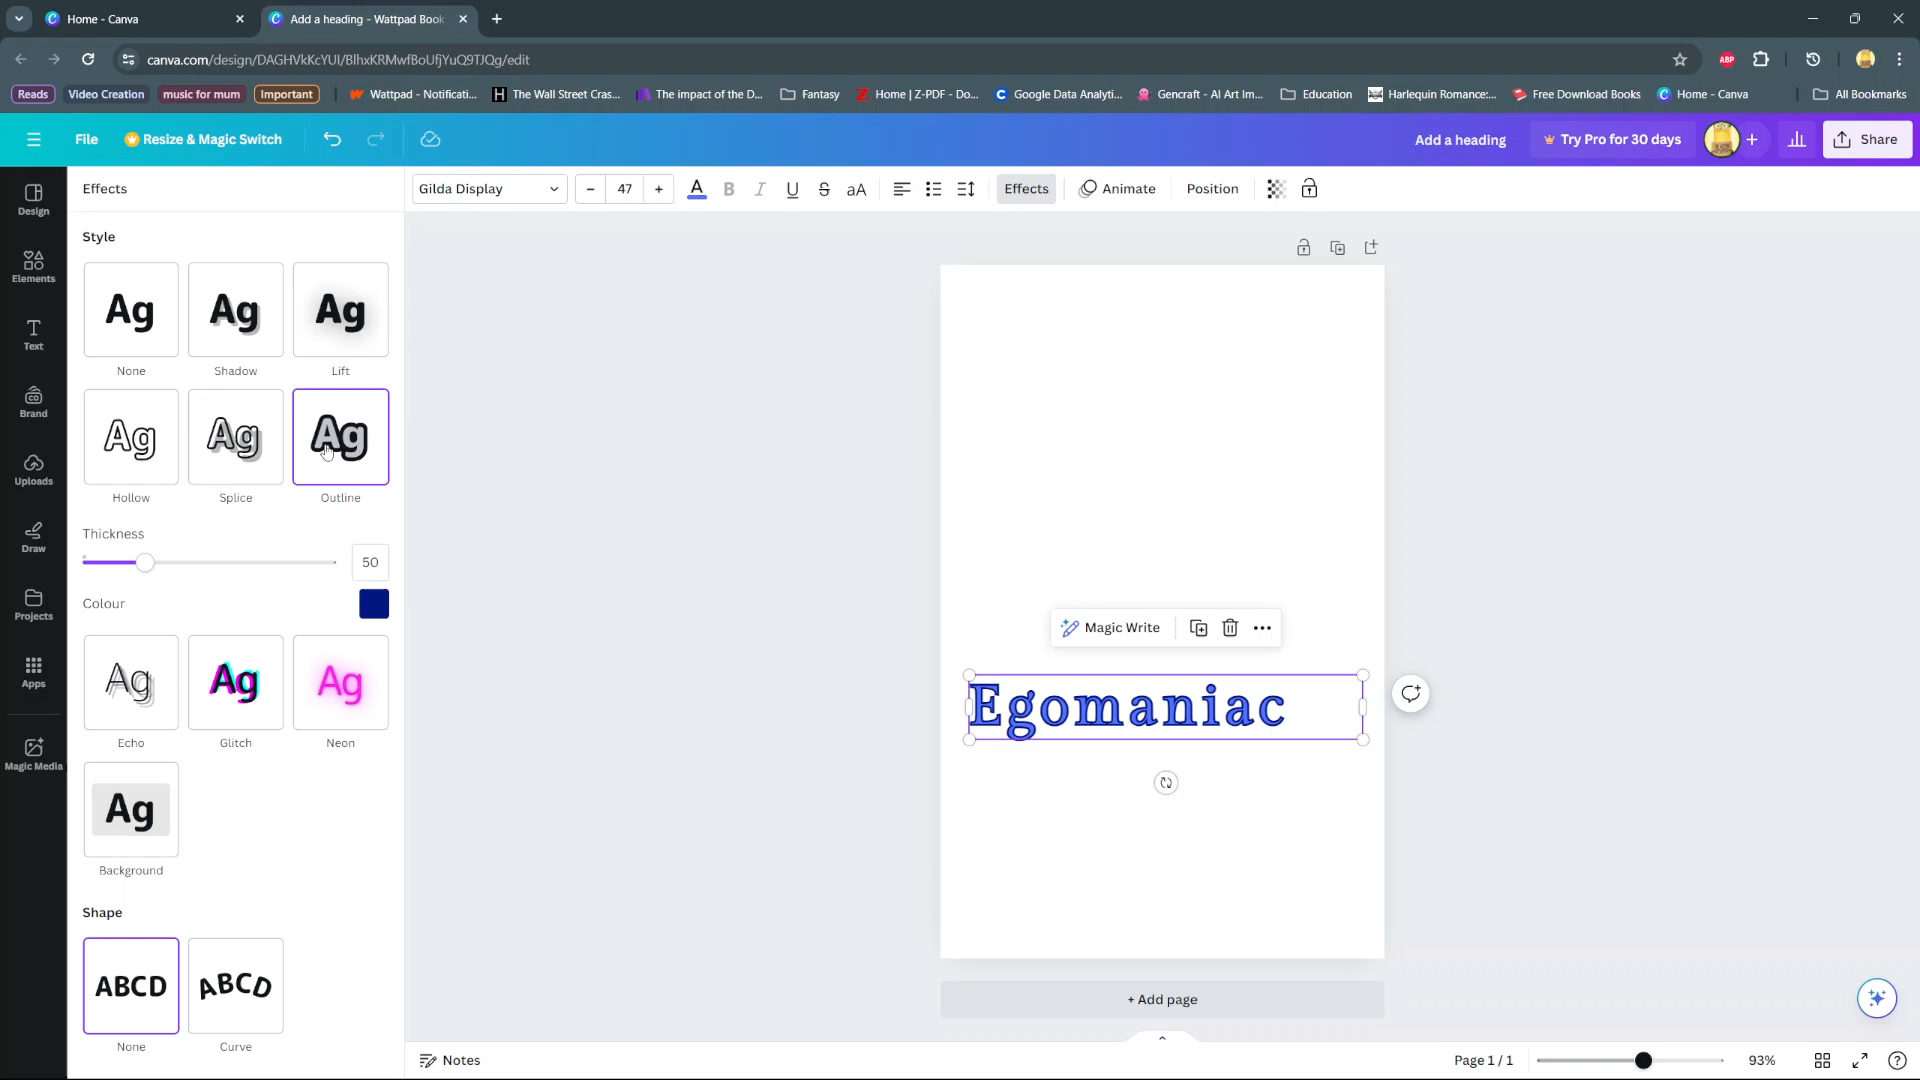 Home - Canva
Add a heading - Wattpad Book
canva.com/design/DAGHVkKcYUI/BlhxKRMwfBoUfjYuQ9TJQg/edit
ABP
Reads
Video Creation
music for mum
Important
Wattpad - Notificati...
The Wall Street Cras...
The impact of the D...
Fantasy
Home | Z-PDF - Do...
Google Data Analyti...
Gencraft - AI Art Im...
Education
Harlequin Romance:...
Free Download Books
Home - Canva
All Bookmarks
File
Resize & Magic Switch
Add a heading
Try Pro for 30 days
Share
Design
Elements
Text
Brand
Uploads
Draw
Projects
Apps
Magic Media
Effects
Style
Ag
Ag
Ag
None
Shadow
Lift
Ag
Ag
Ag
Hollow
Splice
Outline
Thickness
50
Colour
Ag
Ag
Ag
Echo
Glitch
Neon
Ag
Background
Shape
ABCD
ABCD
None
Curve
Gilda Display
– 47 +
A B I U S aA
Effects
Animate
Position
Magic Write
Egomaniac
+ Add page
Notes
Page 1 / 1
93%